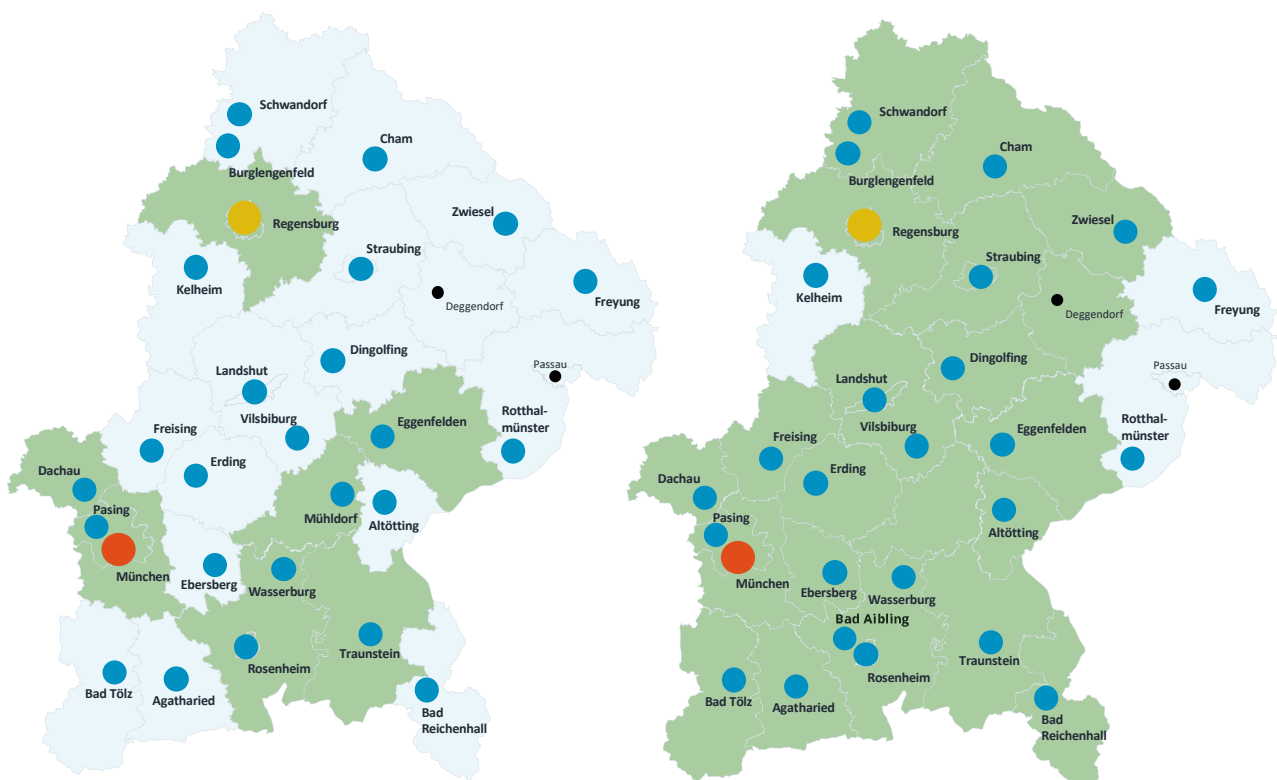 Schwandorf
Cham
Burglengenfeld
Zwiesel
Regensburg
Straubing
Kelheim
Freyung
Deggendorf
Dingolfing
Passau
Landshut
Rotthal-
münster
Vilsbiburg
Eggenfelden
Freising
Erding
Dachau
Mühldorf
Altötting
Pasing
München
Ebersberg
Wasserburg
Rosenheim
Traunstein
Bad Tölz
Agatharied
Bad
Reichenhall
Schwandorf
Cham
Burglengenfeld
Zwiesel
Regensburg
Straubing
Kelheim
Freyung
Deggendorf
Dingolfing
Passau
Landshut
Rotthal-
münster
Vilsbiburg
Eggenfelden
Freising
Erding
Dachau
Pasing
Altötting
München
Ebersberg
Wasserburg
Bad Aibling
Traunstein
Rosenheim
Bad Tölz
Agatharied
Bad
Reichenhall